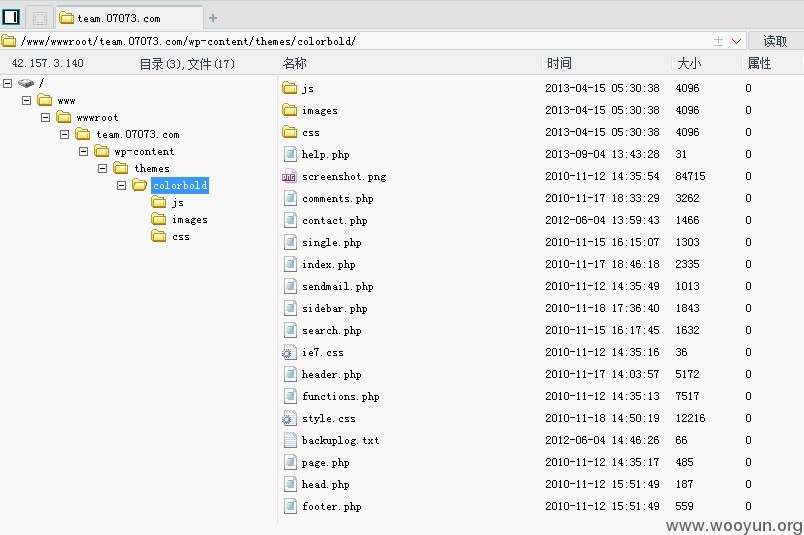 team.07073.com
/www/wwwroot/team.07073.com/wp-content/themes/colorbold/ 读取
42.157.3.140 目录(3),文件(17) 名称 时间 大小 属性
/
www
wwwroot
team.07073.com
wp-content
themes
colorbold
js
images
css
js 2013-04-15 05:30:38 4096 0
images 2013-04-15 05:30:38 4096 0
css 2013-04-15 05:30:38 4096 0
help.php 2013-09-04 13:43:28 31 0
screenshot.png 2010-11-12 14:35:54 84715 0
comments.php 2010-11-17 18:33:29 3262 0
contact.php 2012-06-04 13:59:43 1466 0
single.php 2010-11-15 16:15:07 1303 0
index.php 2010-11-17 18:46:18 2335 0
sendmail.php 2010-11-12 14:35:49 1013 0
sidebar.php 2010-11-18 17:36:40 1843 0
search.php 2010-11-15 16:17:45 1632 0
ie7.css 2010-11-12 14:35:16 36 0
header.php 2010-11-17 14:03:57 5172 0
functions.php 2010-11-12 14:35:13 7517 0
style.css 2010-11-18 14:50:19 12216 0
backuplog.txt 2012-06-04 14:46:26 66 0
page.php 2010-11-12 14:35:17 485 0
head.php 2010-11-12 15:51:49 187 0
footer.php 2010-11-12 15:51:49 559 0
www.wooyun.org